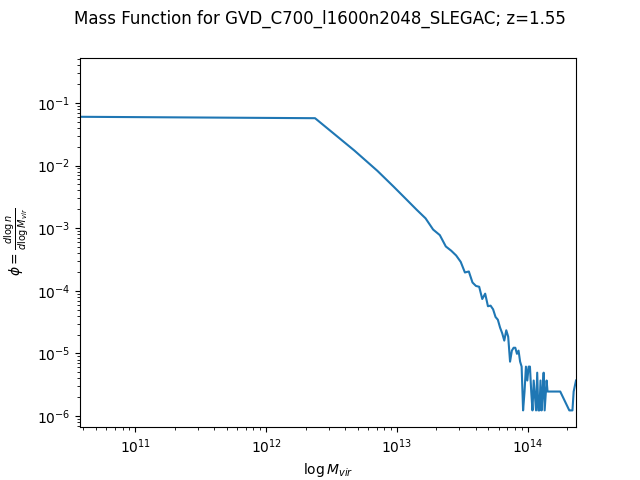 Mass Function for GVD_C700_l1600n2048_SLEGAC; z=1.55
10⁻¹
10⁻²
10⁻³
10⁻⁴
10⁻⁵
10⁻⁶
ϕ = d log n / d log M_vir
10¹¹ 10¹² 10¹³ 10¹⁴
log M_vir